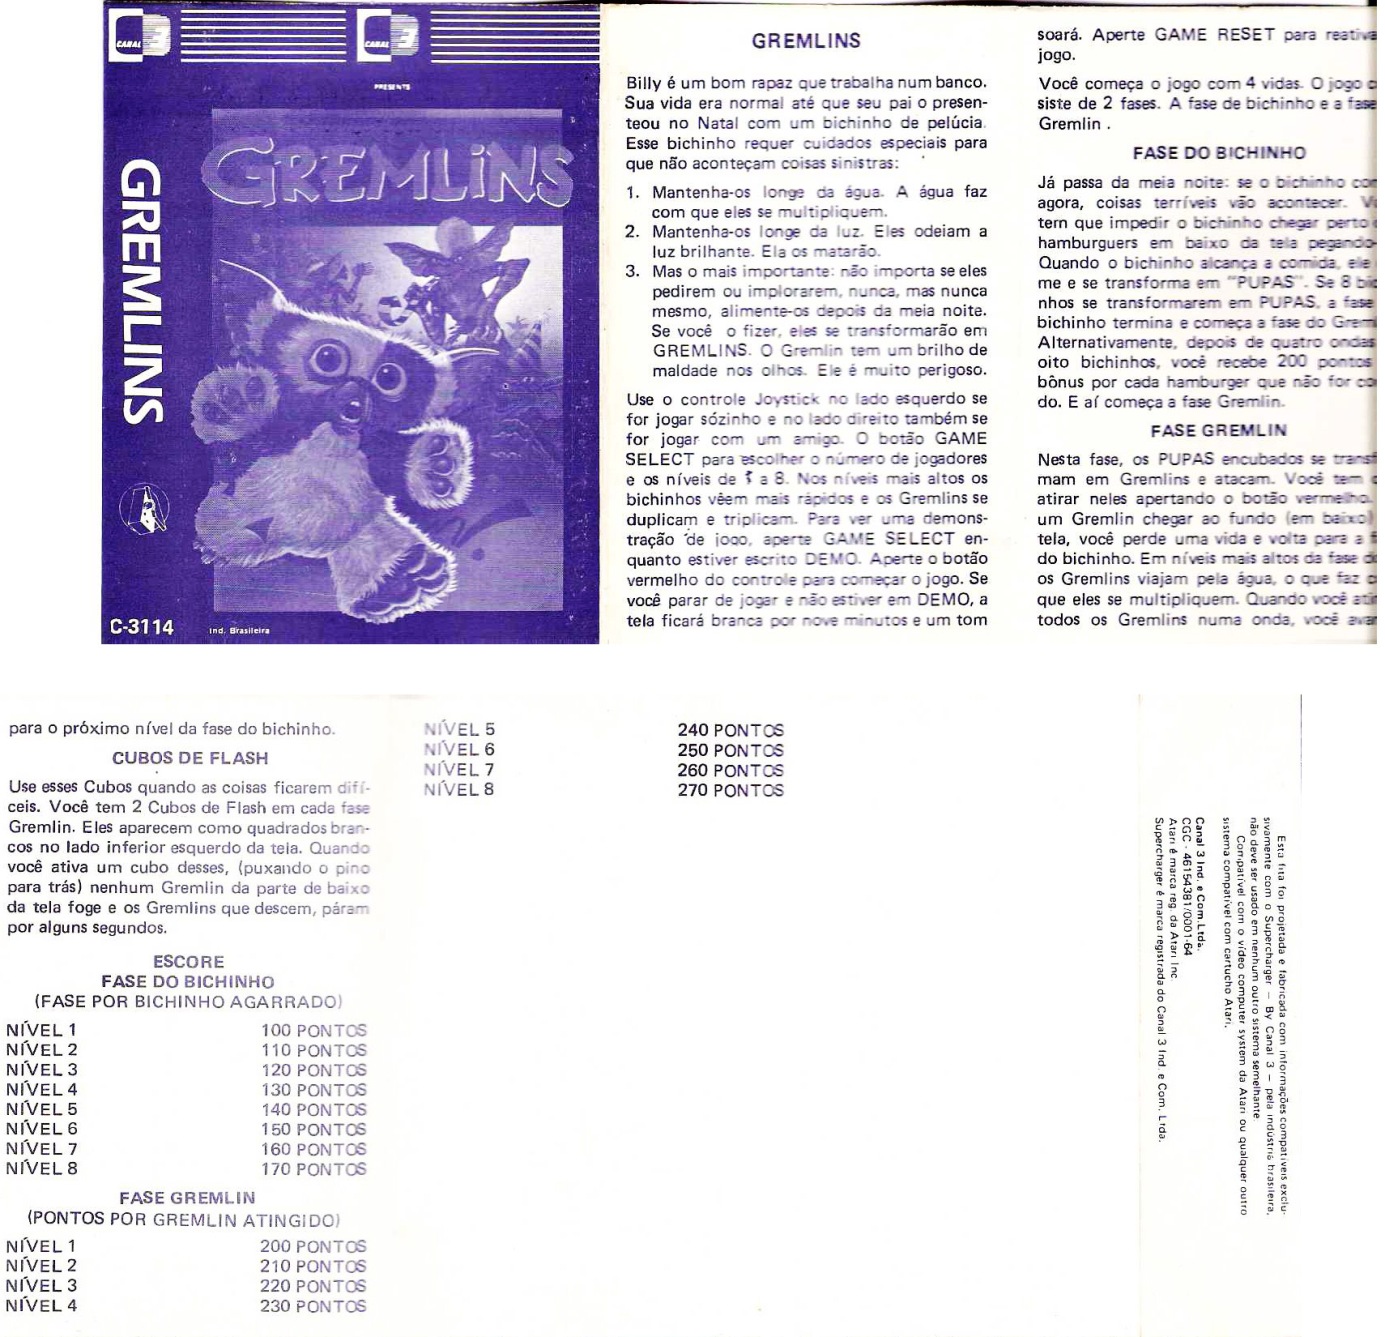 CANAL 3
CANAL 3
PRESENTS
GREMLINS
GREMLINS
C-3114
Ind. Brasileira
GREMLINS
Billy é um bom rapaz que trabalha num banco.
Sua vida era normal até que seu pai o presen-
teou no Natal com um bichinho de pelúcia.
Esse bichinho requer cuidados especiais para
que não aconteçam coisas sinistras:
1. Mantenha-os longe da água. A água faz
com que eles se multipliquem.
2. Mantenha-os longe da luz. Eles odeiam a
luz brilhante. Ela os matarão.
3. Mas o mais importante: não importa se eles
pedirem ou implorarem, nunca, mas nunca
mesmo, alimente-os depois da meia noite.
Se você o fizer, eles se transformarão em
GREMLINS. O Gremlin tem um brilho de
maldade nos olhos. Ele é muito perigoso.
Use o controle Joystick no lado esquerdo se
for jogar sózinho e no lado direito também se
for jogar com um amigo. O botão GAME
SELECT para escolher o número de jogadores
e os níveis de 1 a 8. Nos níveis mais altos os
bichinhos vêem mais rápidos e os Gremlins se
duplicam e triplicam. Para ver uma demons-
tração de jogo, aperte GAME SELECT en-
quanto estiver escrito DEMO. Aperte o botão
vermelho do controle para começar o jogo. Se
você parar de jogar e não estiver em DEMO, a
tela ficará branca por nove minutos e um tom
soará. Aperte GAME RESET para reativa
jogo.
Você começa o jogo com 4 vidas. O jogo c
siste de 2 fases. A fase de bichinho e a fase
Gremlin .
FASE DO BICHINHO
Já passa da meia noite: se o bichinho com
agora, coisas terríveis vão acontecer. V
tem que impedir o bichinho chegar perto
hamburguers em baixo da tela pegando-
Quando o bichinho alcança a comida, ele
me e se transforma em "PUPAS". Se 8 bic
nhos se transformarem em PUPAS, a fase
bichinho termina e começa a fase do Grem
Alternativamente, depois de quatro ondas
oito bichinhos, você recebe 200 pontos
bônus por cada hamburger que não for co
do. E aí começa a fase Gremlin.
FASE GREMLIN
Nesta fase, os PUPAS encubados se transf
mam em Gremlins e atacam. Você tem
atirar neles apertando o botão vermelho.
um Gremlin chegar ao fundo (em baixo)
tela, você perde uma vida e volta para a f
do bichinho. Em níveis mais altos da fase do
os Gremlins viajam pela água, o que faz c
que eles se multipliquem. Quando você atin
todos os Gremlins numa onda, você avan
para o próximo nível da fase do bichinho.
CUBOS DE FLASH
Use esses Cubos quando as coisas ficarem difí-
ceis. Você tem 2 Cubos de Flash em cada fase
Gremlin. Eles aparecem como quadrados bran-
cos no lado inferior esquerdo da tela. Quando
você ativa um cubo desses, (puxando o pino
para trás) nenhum Gremlin da parte de baixo
da tela foge e os Gremlins que descem, páram
por alguns segundos.
ESCORE
FASE DO BICHINHO
(FASE POR BICHINHO AGARRADO)
NÍVEL 1 100 PONTOS
NÍVEL 2 110 PONTOS
NÍVEL 3 120 PONTOS
NÍVEL 4 130 PONTOS
NÍVEL 5 140 PONTOS
NÍVEL 6 150 PONTOS
NÍVEL 7 160 PONTOS
NÍVEL 8 170 PONTOS
FASE GREMLIN
(PONTOS POR GREMLIN ATINGIDO)
NÍVEL 1 200 PONTOS
NÍVEL 2 210 PONTOS
NÍVEL 3 220 PONTOS
NÍVEL 4 230 PONTOS
NÍVEL 5 240 PONTOS
NÍVEL 6 250 PONTOS
NÍVEL 7 260 PONTOS
NÍVEL 8 270 PONTOS
Esta fita foi projetada e fabricada com informações compatíveis exclu-
sivamente com o Supercharger – By Canal 3 – pela indústria brasileira,
não deve ser usado em nenhum outro sistema semelhante.
Compatível com o vídeo computer system da Atari ou qualquer outro
sistema compatível com cartucho Atari.
Canal 3 Ind. e Com. Ltda.
CGC - 46154381/0001-64
Atari é marca reg. da Atari Inc.
Supercharger é marca registrada do Canal 3 Ind. e Com. Ltda.